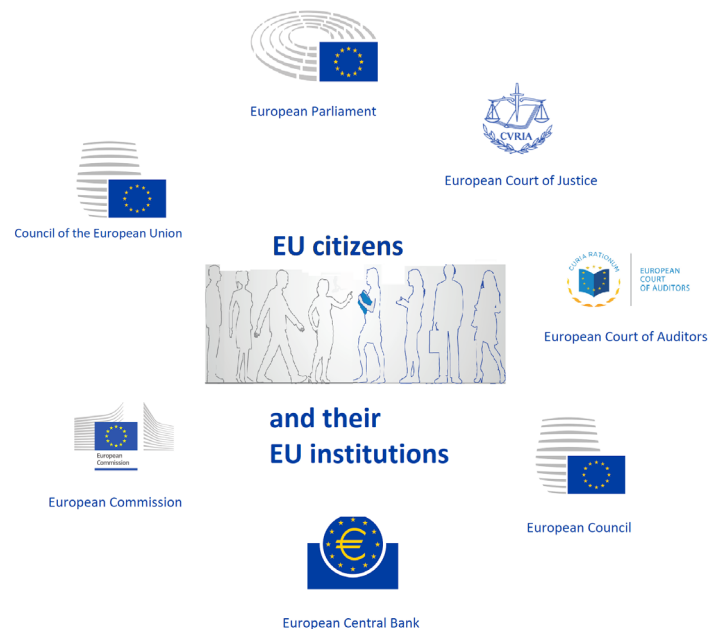 European Parliament
CVRIA
European Court of Justice
Council of the European Union
EU citizens
CURIA RATIONUM
EUROPEAN
COURT
OF AUDITORS
European Court of Auditors
and their
EU institutions
European
Commission
European Commission
European Council
€
European Central Bank